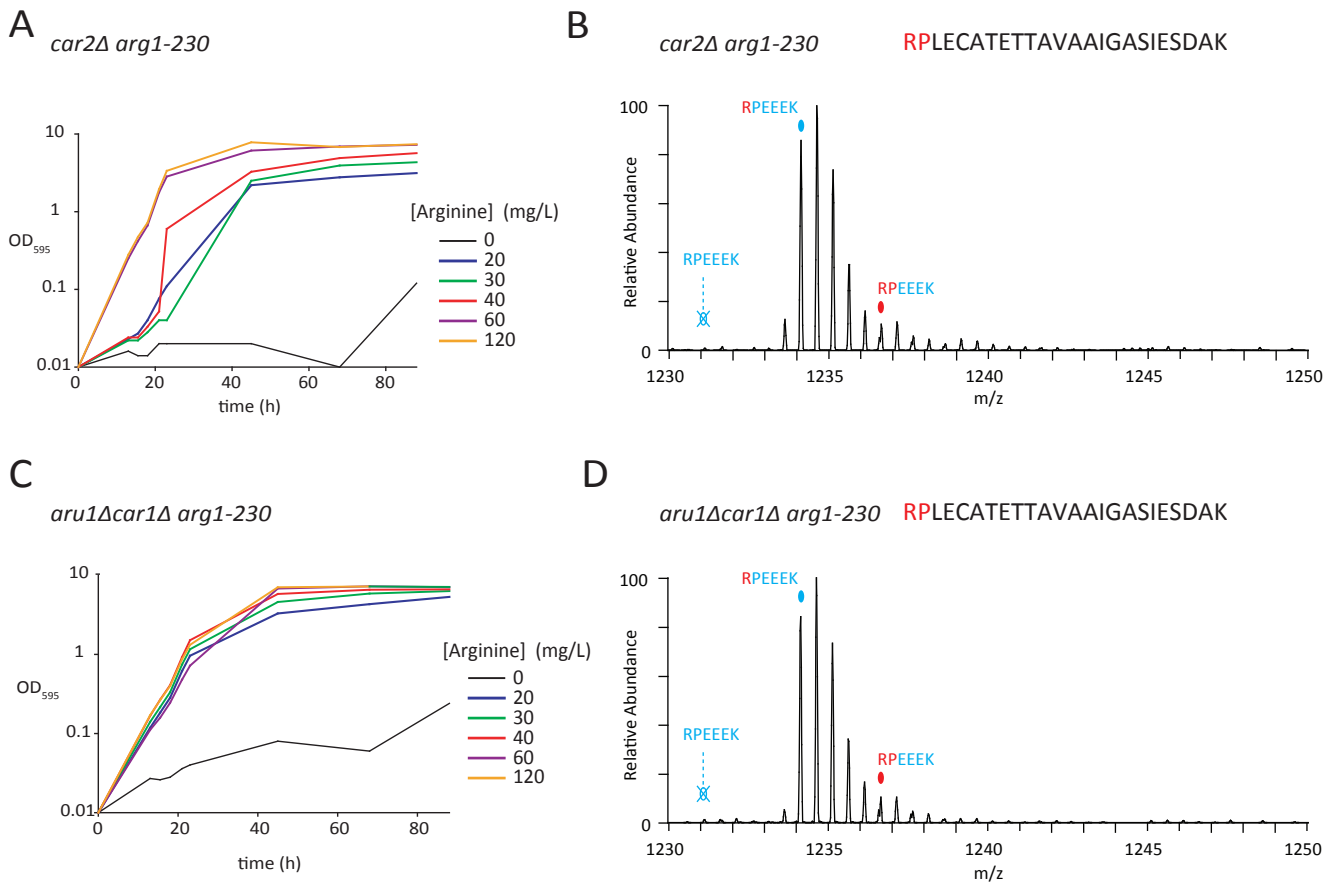 A
car2Δ arg1-230
10
1
OD595
0.1
0.01
0
20
40
60
80
time (h)
[Arginine] (mg/L)
0
20
30
40
60
120
B
car2Δ arg1-230
RPLECATETTAVAAIGASIESDAK
RPEEEK
RPEEEK
RPEEEK
100
Relative Abundance
0
1230
1235
1240
1245
1250
m/z
C
aru1Δcar1Δ arg1-230
10
1
OD595
0.1
0.01
0
20
40
60
80
time (h)
[Arginine] (mg/L)
0
20
30
40
60
120
D
aru1Δcar1Δ arg1-230
RPLECATETTAVAAIGASIESDAK
RPEEEK
RPEEEK
RPEEEK
100
Relative Abundance
0
1230
1235
1240
1245
1250
m/z